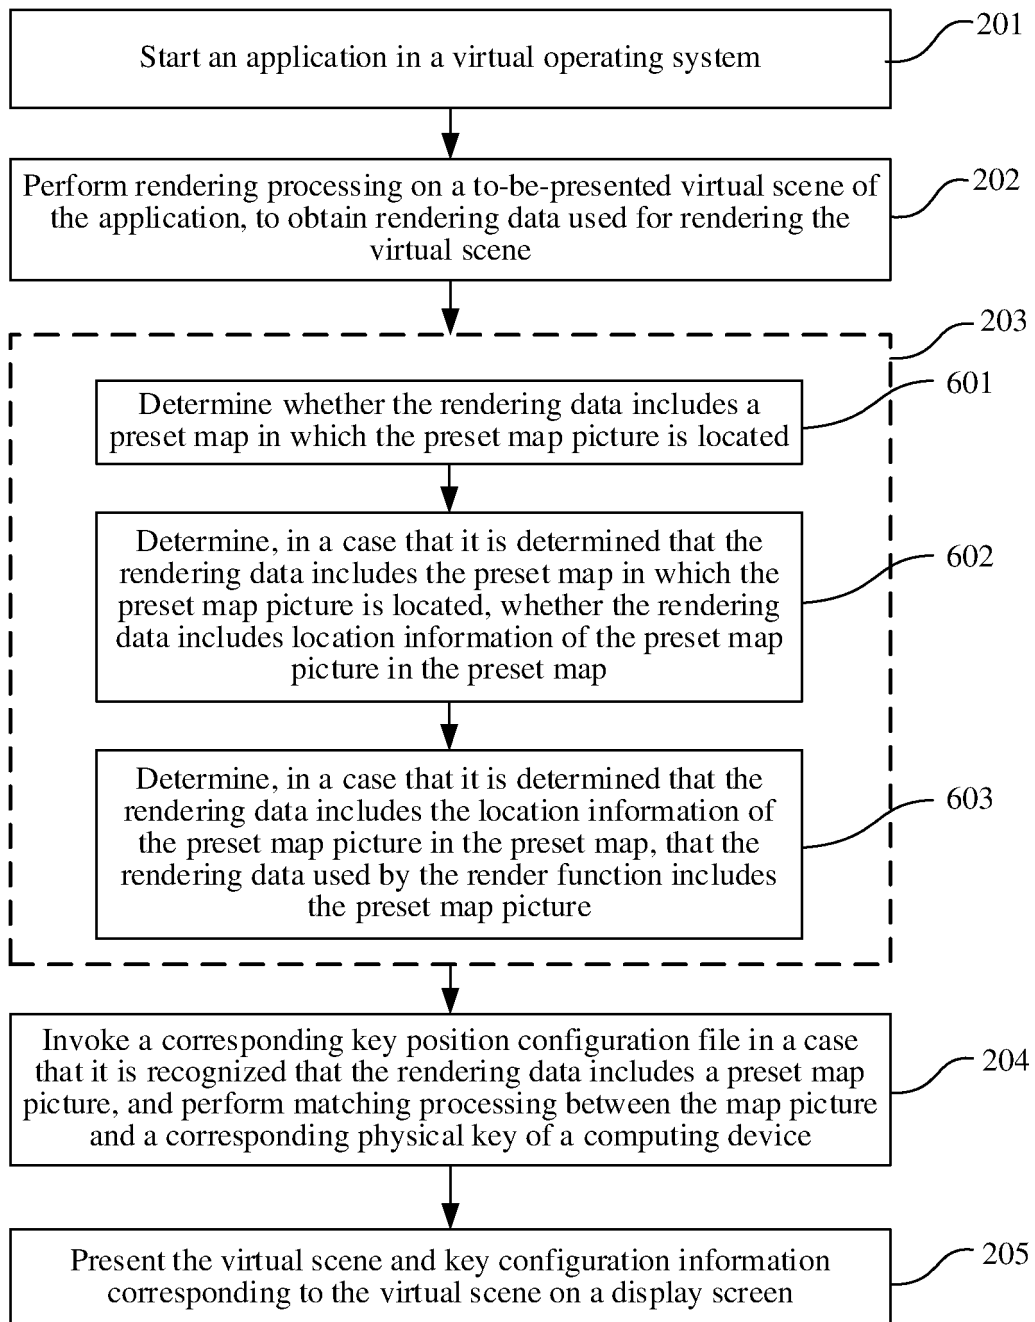 Start an application in a virtual operating system
201
Perform rendering processing on a to-be-presented virtual scene of
the application, to obtain rendering data used for rendering the
virtual scene
202
203
Determine whether the rendering data includes a
preset map in which the preset map picture is located
601
Determine, in a case that it is determined that the
rendering data includes the preset map in which the
preset map picture is located, whether the rendering
data includes location information of the preset map
picture in the preset map
602
Determine, in a case that it is determined that the
rendering data includes the location information of
the preset map picture in the preset map, that the
rendering data used by the render function includes
the preset map picture
603
Invoke a corresponding key position configuration file in a case
that it is recognized that the rendering data includes a preset map
picture, and perform matching processing between the map picture
and a corresponding physical key of a computing device
204
Present the virtual scene and key configuration information
corresponding to the virtual scene on a display screen
205